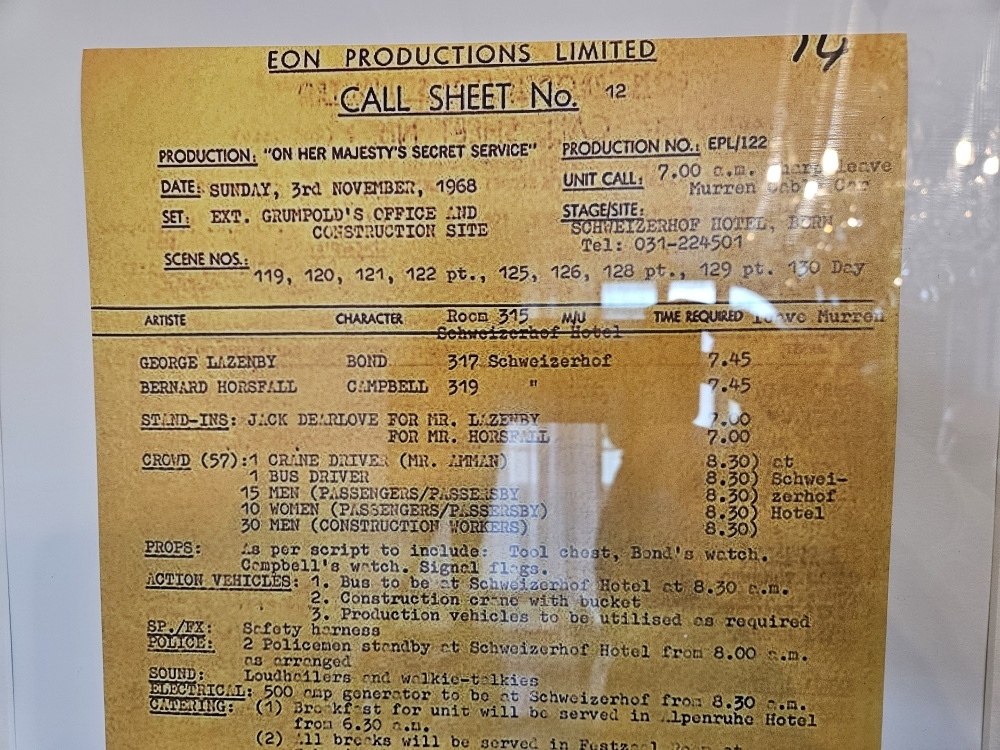 14
EON PRODUCTIONS LIMITED
CALL SHEET No. 12
PRODUCTION: "ON HER MAJESTY'S SECRET SERVICE" PRODUCTION NO.: EPL/122
DATE: SUNDAY, 3rd NOVEMBER, 1968 UNIT CALL: 7.00 a.m. sharp leave
Murren Cable Car
SET: EXT. GRUMPOLD'S OFFICE AND STAGE/SITE:
CONSTRUCTION SITE SCHWEIZERHOF HOTEL, BERN
Tel: 031-224501
SCENE NOS.: 119, 120, 121, 122 pt., 125, 126, 128 pt., 129 pt. 130 Day
ARTISTE CHARACTER Room 315 M/U TIME REQUIRED leave Murren
Schweizerhof Hotel
GEORGE LAZENBY BOND 317 Schweizerhof 7.45
BERNARD HORSFALL CAMPBELL 319 " 7.45
STAND-INS: JACK DEARLOVE FOR MR. LAZENBY 7.00
FOR MR. HORSFALL 7.00
CROWD (57): 1 CRANE DRIVER (MR. AMMAN) 8.30) at
1 BUS DRIVER 8.30) Schwei-
15 MEN (PASSENGERS/PASSERSBY 8.30) zerhof
10 WOMEN (PASSENGERS/PASSERSBY) 8.30) Hotel
30 MEN (CONSTRUCTION WORKERS) 8.30)
PROPS: As per script to include: Tool chest, Bond's watch.
Campbell's watch. Signal flags.
ACTION VEHICLES: 1. Bus to be at Schweizerhof Hotel at 8.30 a.m.
2. Construction crane with bucket
3. Production vehicles to be utilised as required
SP./FX: Safety harness
POLICE: 2 Policemen standby at Schweizerhof Hotel from 8.00 a.m.
as arranged
SOUND: Loudhailers and walkie-talkies
ELECTRICAL: 500 amp generator to be at Schweizerhof from 8.30 a.m.
CATERING: (1) Breakfast for unit will be served in Alpenruhe Hotel
from 6.30 a.m.
(2) All breaks will be served in